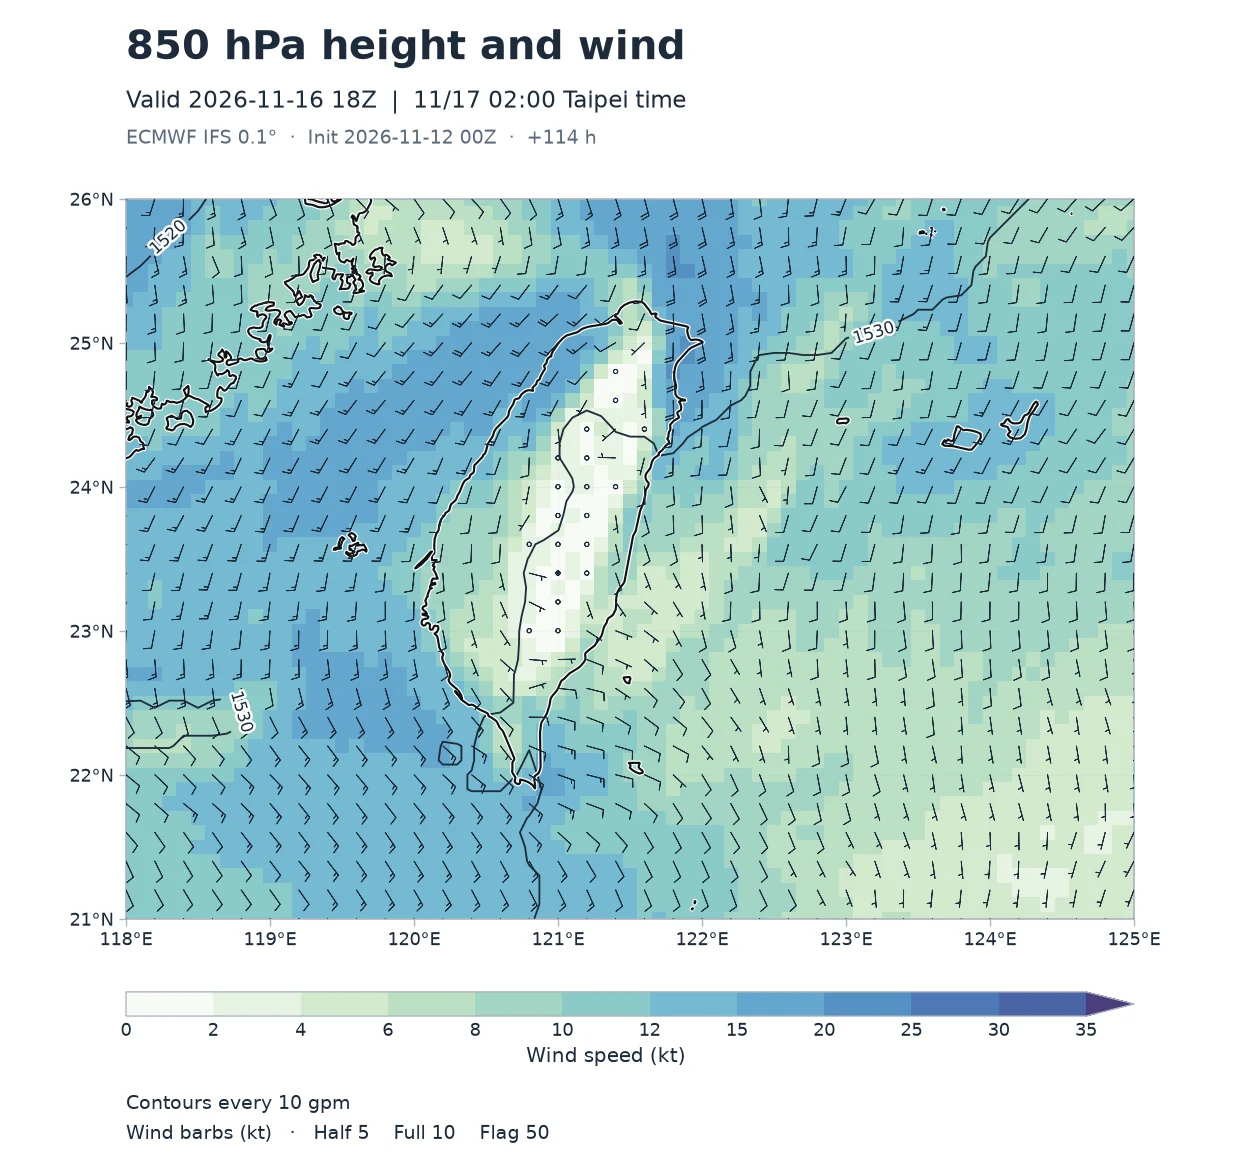 850 hPa height and wind
Valid 2026-11-16 18Z | 11/17 02:00 Taipei time
ECMWF IFS 0.1° · Init 2026-11-12 00Z · +114 h
26°N
1520
25°N
1530
24°N
23°N
1530
22°N
21°N
118°E 119°E 120°E 121°E 122°E 123°E 124°E 125°E
0 2 4 6 8 10 12 15 20 25 30 35
Wind speed (kt)
Contours every 10 gpm
Wind barbs (kt) · Half 5 Full 10 Flag 50